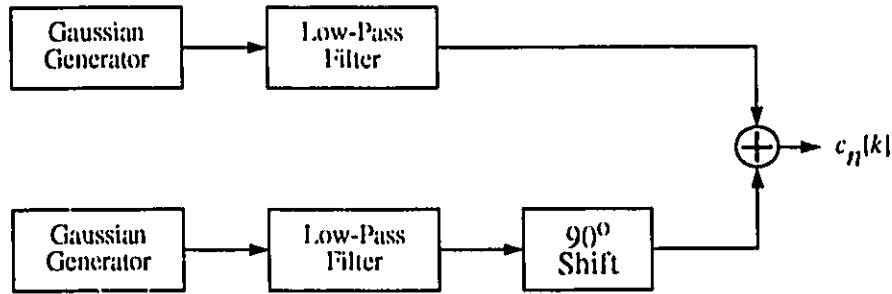 Gaussian
Generator
Low-Pass
Filter
c_n[k]
Gaussian
Generator
Low-Pass
Filter
90°
Shift